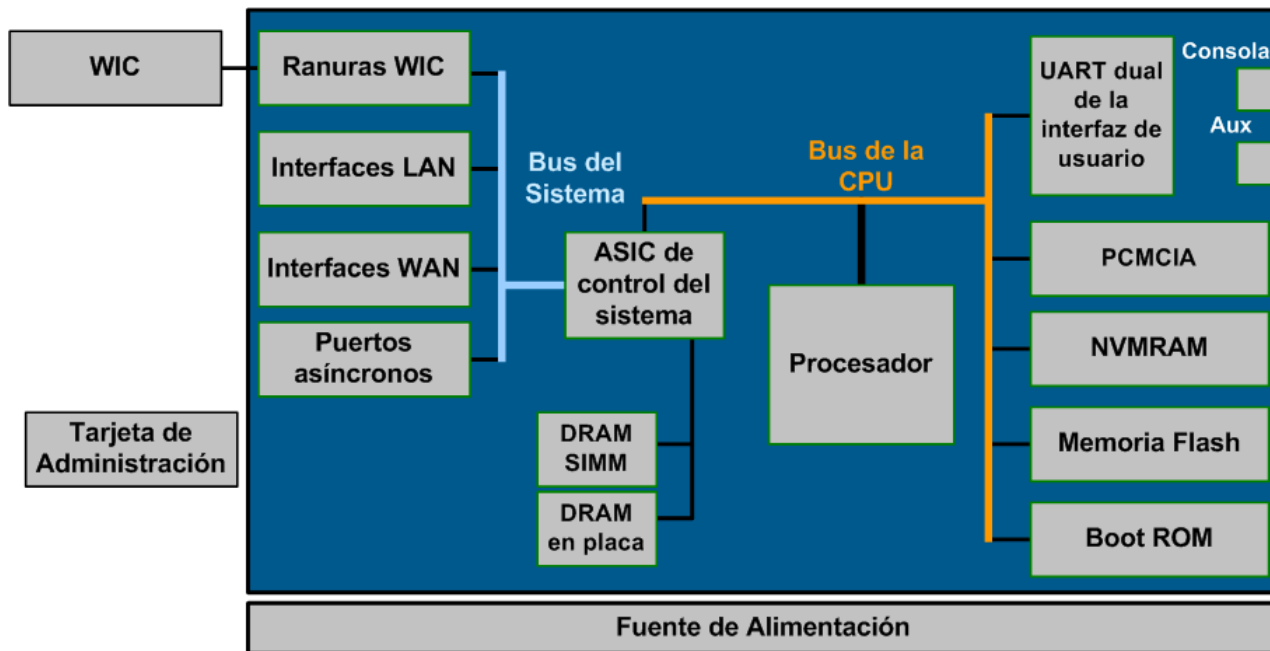 WIC
Ranuras WIC
Interfaces LAN
Interfaces WAN
Puertos
asíncronos
Tarjeta de
Administración
Bus del
Sistema
ASIC de
control del
sistema
DRAM
SIMM
DRAM
en placa
Bus de la
CPU
Procesador
UART dual
de la
interfaz de
usuario
Consola
Aux
PCMCIA
NVMRAM
Memoria Flash
Boot ROM
Fuente de Alimentación